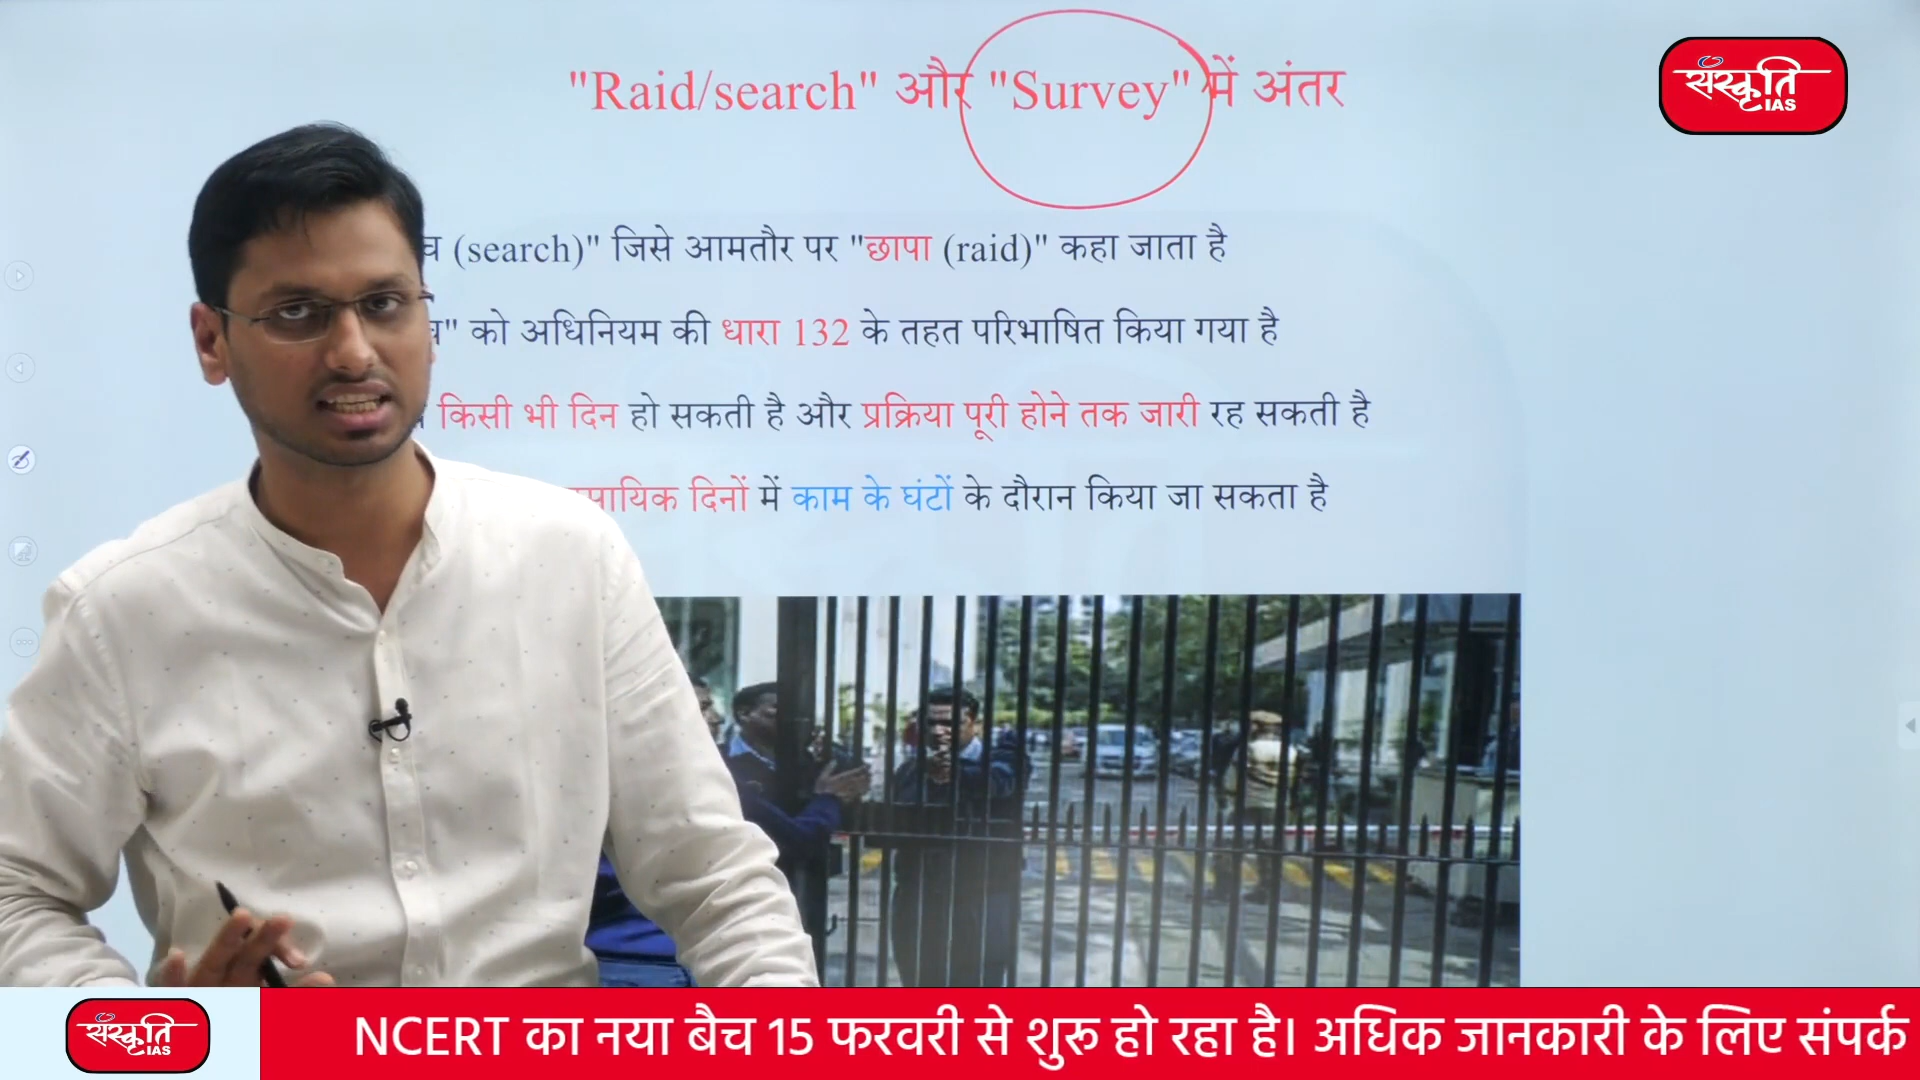 "Raid/search" और "Survey" में अंतर
संस्कृति
IAS
(search)" जिसे आमतौर पर "छापा (raid)" कहा जाता है
को अधिनियम की धारा 132 के तहत परिभाषित किया गया है
किसी भी दिन हो सकती है और प्रक्रिया पूरी होने तक जारी रह सकती है
दिनों में काम के घंटों के दौरान किया जा सकता है
संस्कृति
IAS
NCERT का नया बैच 15 फरवरी से शुरू हो रहा है। अधिक जानकारी के लिए संपर्क